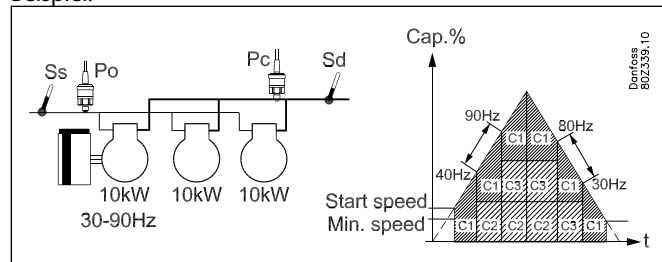 Beispiel:
Ss Po Pc Sd
10kW 10kW 10kW
30-90Hz
Cap.%
Danfoss
80Z339.10
90Hz C1 C1 80Hz
40Hz C1 C3 C3 C1 30Hz
Start speed
Min. speed C1 C2 C2 C2 C3 C1
t